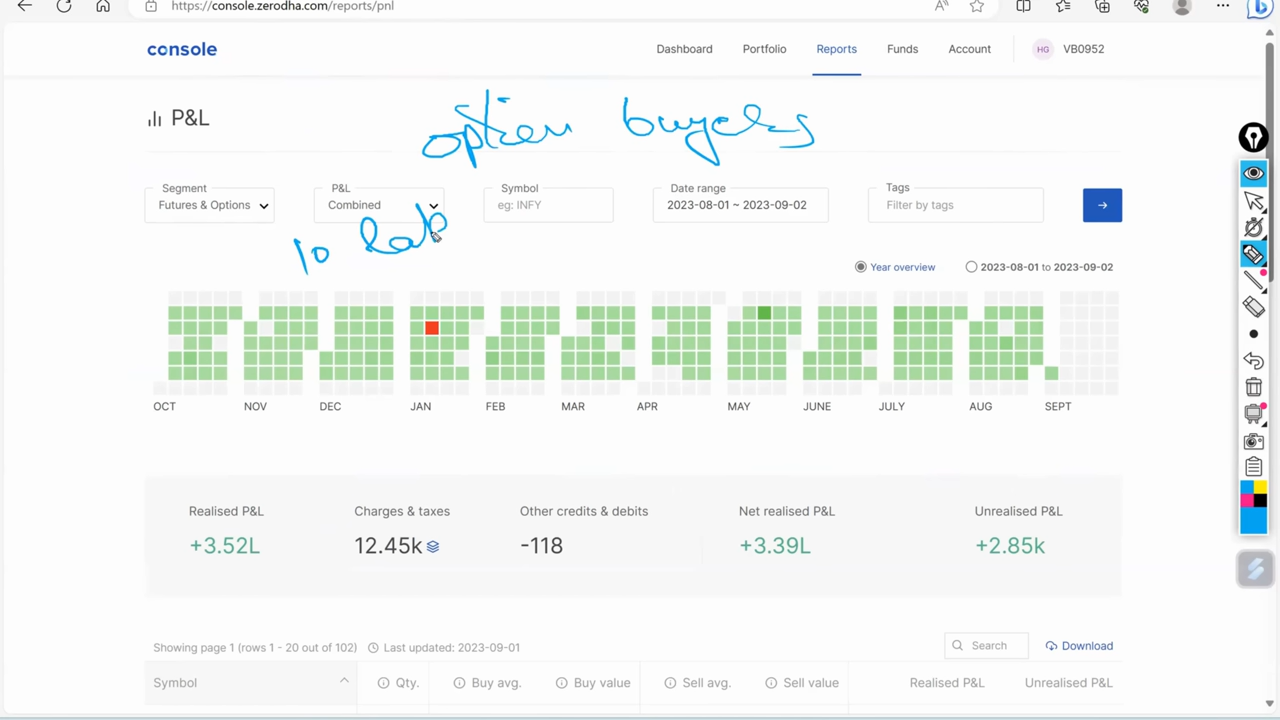 https://console.zerodha.com/reports/pnl
console
Dashboard Portfolio Reports Funds Account HG VB0952
P&L
option buyers
Segment P&L Symbol Date range Tags
Futures & Options Combined eg: INFY 2023-08-01 ~ 2023-09-02 Filter by tags
10 lab
Year overview 2023-08-01 to 2023-09-02
OCT NOV DEC JAN FEB MAR APR MAY JUNE JULY AUG SEPT
Realised P&L Charges & taxes Other credits & debits Net realised P&L Unrealised P&L
+3.52L 12.45k -118 +3.39L +2.85k
Showing page 1 (rows 1 - 20 out of 102) Last updated: 2023-09-01 Search Download
Symbol Qty. Buy avg. Buy value Sell avg. Sell value Realised P&L Unrealised P&L